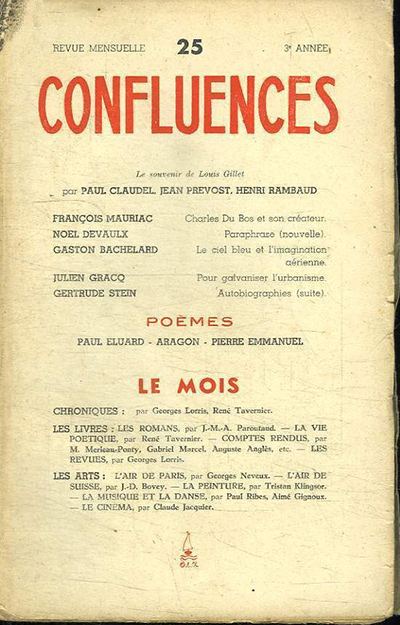 REVUE MENSUELLE 25 3e ANNÉE
CONFLUENCES
Le souvenir de Louis Gillet
par PAUL CLAUDEL, JEAN PREVOST, HENRI RAMBAUD
FRANÇOIS MAURIAC Charles Du Bos et son créateur.
NOEL DEVAULX Paraphrase (nouvelle).
GASTON BACHELARD Le ciel bleu et l'imagination
aérienne.
JULIEN GRACQ Pour galvaniser l'urbanisme.
GERTRUDE STEIN Autobiographies (suite).
POÈMES
PAUL ELUARD - ARAGON - PIERRE EMMANUEL
LE MOIS
CHRONIQUES : par Georges Lorris, René Tavernier.
LES LIVRES : LES ROMANS, par J.-M.-A. Paroutaud. — LA VIE
POETIQUE, par René Tavernier. — COMPTES RENDUS, par
M. Merleau-Ponty, Gabriel Marcel, Auguste Anglès, etc. — LES
REVUES, par Georges Lorris.
LES ARTS : L'AIR DE PARIS, par Georges Neveux. — L'AIR DE
SUISSE, par J.-D. Bovey. — LA PEINTURE, par Tristan Klingsor.
— LA MUSIQUE ET LA DANSE, par Paul Ribes, Aimé Gignoux.
— LE CINEMA, par Claude Jacquier.